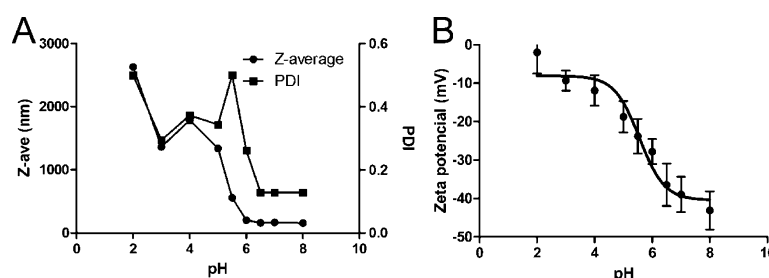 A
3000
2000
1000
0
Z-ave (nm)
0.6
0.4
0.2
0.0
PDI
Z-average
PDI
0 2 4 6 8 10
pH
B
0
-10
-20
-30
-40
-50
Zeta potencial (mV)
0 2 4 6 8 10
pH